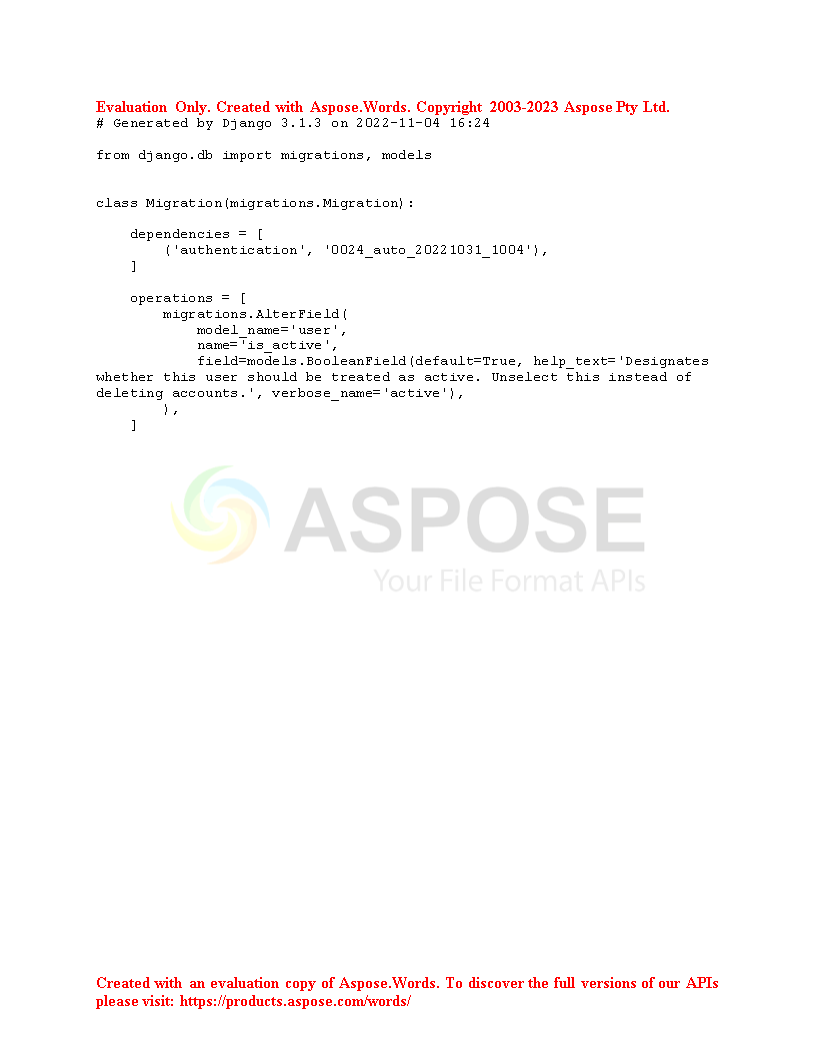 Evaluation Only. Created with Aspose.Words. Copyright 2003-2023 Aspose Pty Ltd.
# Generated by Django 3.1.3 on 2022-11-04 16:24

from django.db import migrations, models


class Migration(migrations.Migration):

    dependencies = [
        ('authentication', '0024_auto_20221031_1004'),
    ]

    operations = [
        migrations.AlterField(
            model_name='user',
            name='is_active',
            field=models.BooleanField(default=True, help_text='Designates
whether this user should be treated as active. Unselect this instead of
deleting accounts.', verbose_name='active'),
        ),
    ]
ASPOSE
Your File Format APIs
Created with an evaluation copy of Aspose.Words. To discover the full versions of our APIs
please visit: https://products.aspose.com/words/